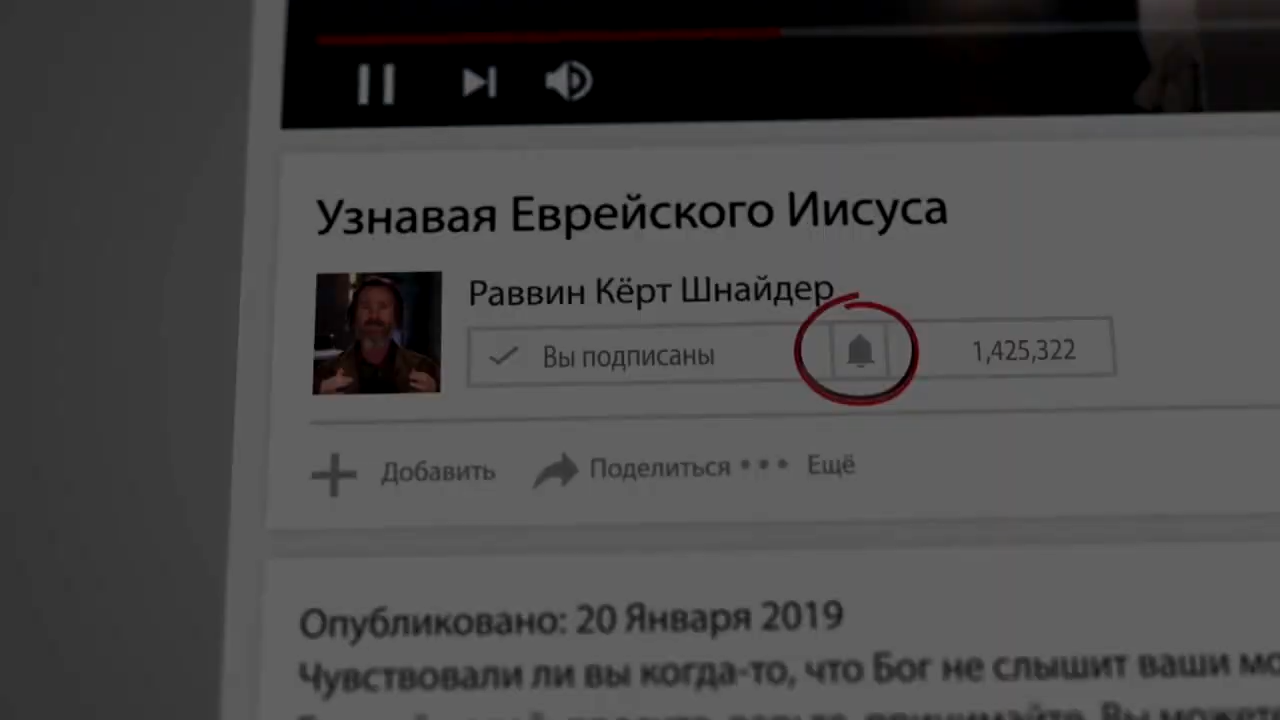 Узнавая Еврейского Иисуса
Раввин Кёрт Шнайдер
Вы подписаны 1,425,322
Добавить Поделиться Ещё
Опубликовано: 20 Января 2019
Чувствовали ли вы когда-то, что Бог не слышит ваши